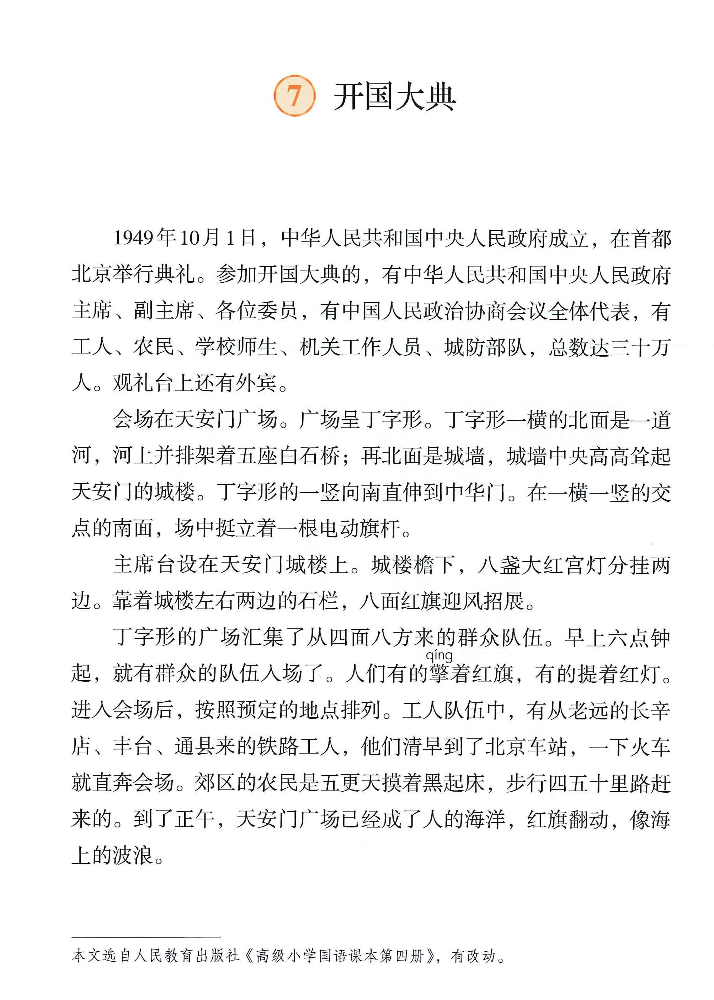 7 开国大典
1949年10月1日，中华人民共和国中央人民政府成立，在首都
北京举行典礼。参加开国大典的，有中华人民共和国中央人民政府
主席、副主席、各位委员，有中国人民政治协商会议全体代表，有
工人、农民、学校师生、机关工作人员、城防部队，总数达三十万
人。观礼台上还有外宾。
会场在天安门广场。广场呈丁字形。丁字形一横的北面是一道
河，河上并排架着五座白石桥；再北面是城墙，城墙中央高高耸起
天安门的城楼。丁字形的一竖向南直伸到中华门。在一横一竖的交
点的南面，场中挺立着一根电动旗杆。
主席台设在天安门城楼上。城楼檐下，八盏大红宫灯分挂两
边。靠着城楼左右两边的石栏，八面红旗迎风招展。
丁字形的广场汇集了从四面八方来的群众队伍。早上六点钟
qíng
起，就有群众的队伍入场了。人们有的擎着红旗，有的提着红灯。
进入会场后，按照预定的地点排列。工人队伍中，有从老远的长辛
店、丰台、通县来的铁路工人，他们清早到了北京车站，一下火车
就直奔会场。郊区的农民是五更天摸着黑起床，步行四五十里路赶
来的。到了正午，天安门广场已经成了人的海洋，红旗翻动，像海
上的波浪。
本文选自人民教育出版社《高级小学国语课本第四册》，有改动。